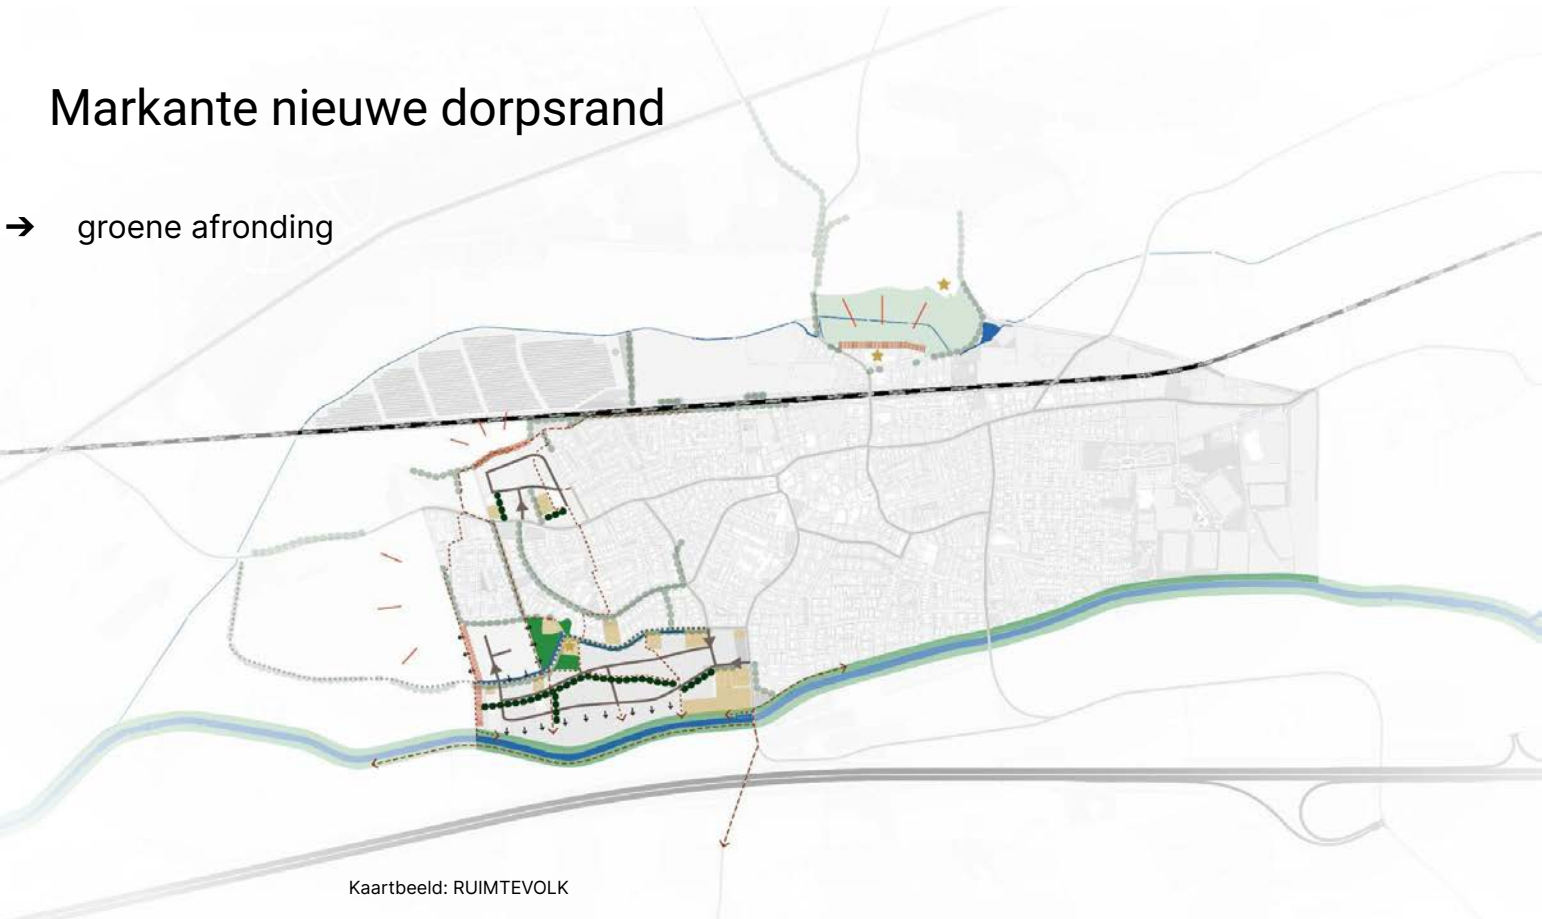 Markante nieuwe dorpsrand
➔ groene afronding
Kaartbeeld: RUIMTEVOLK